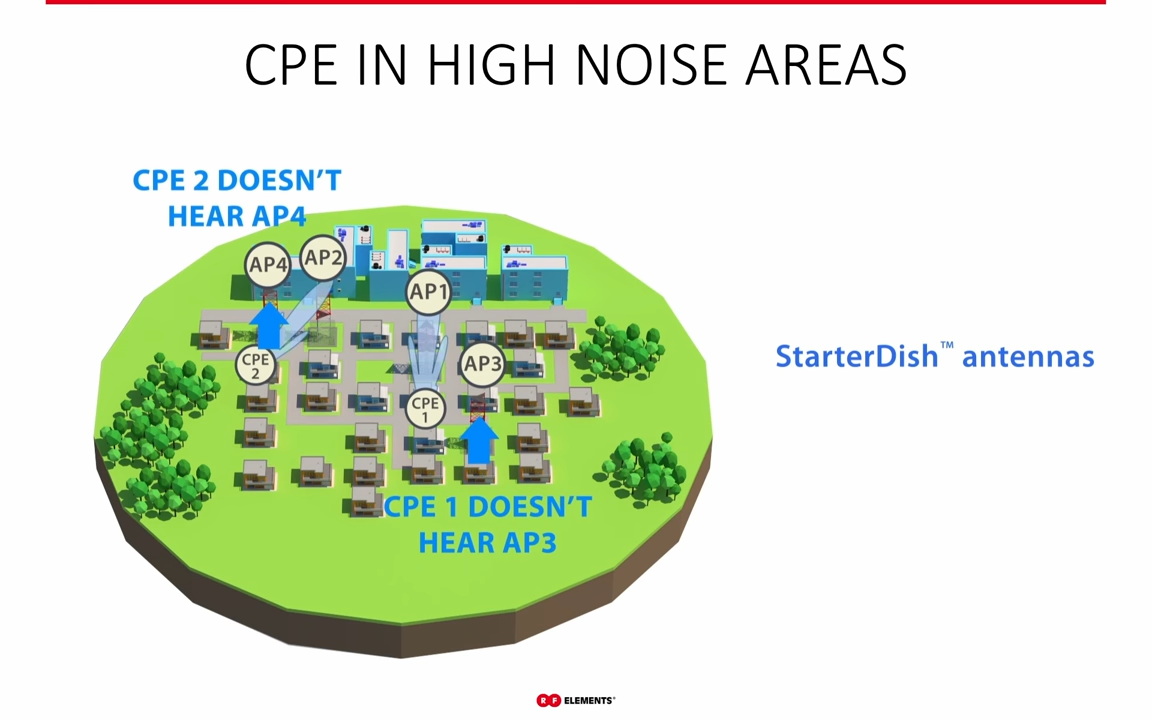 CPE IN HIGH NOISE AREAS
CPE 2 DOESN’T
HEAR AP4
AP4
AP2
AP1
CPE
2
AP3
CPE
1
StarterDish™ antennas
CPE 1 DOESN’T
HEAR AP3
RF ELEMENTS®